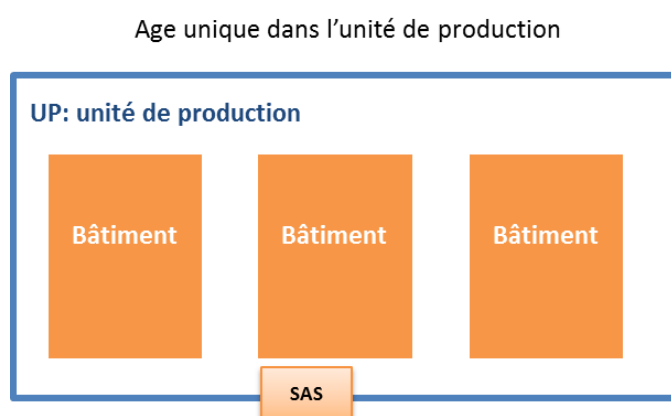 Age unique dans l’unité de production
UP: unité de production
Bâtiment
Bâtiment
Bâtiment
SAS